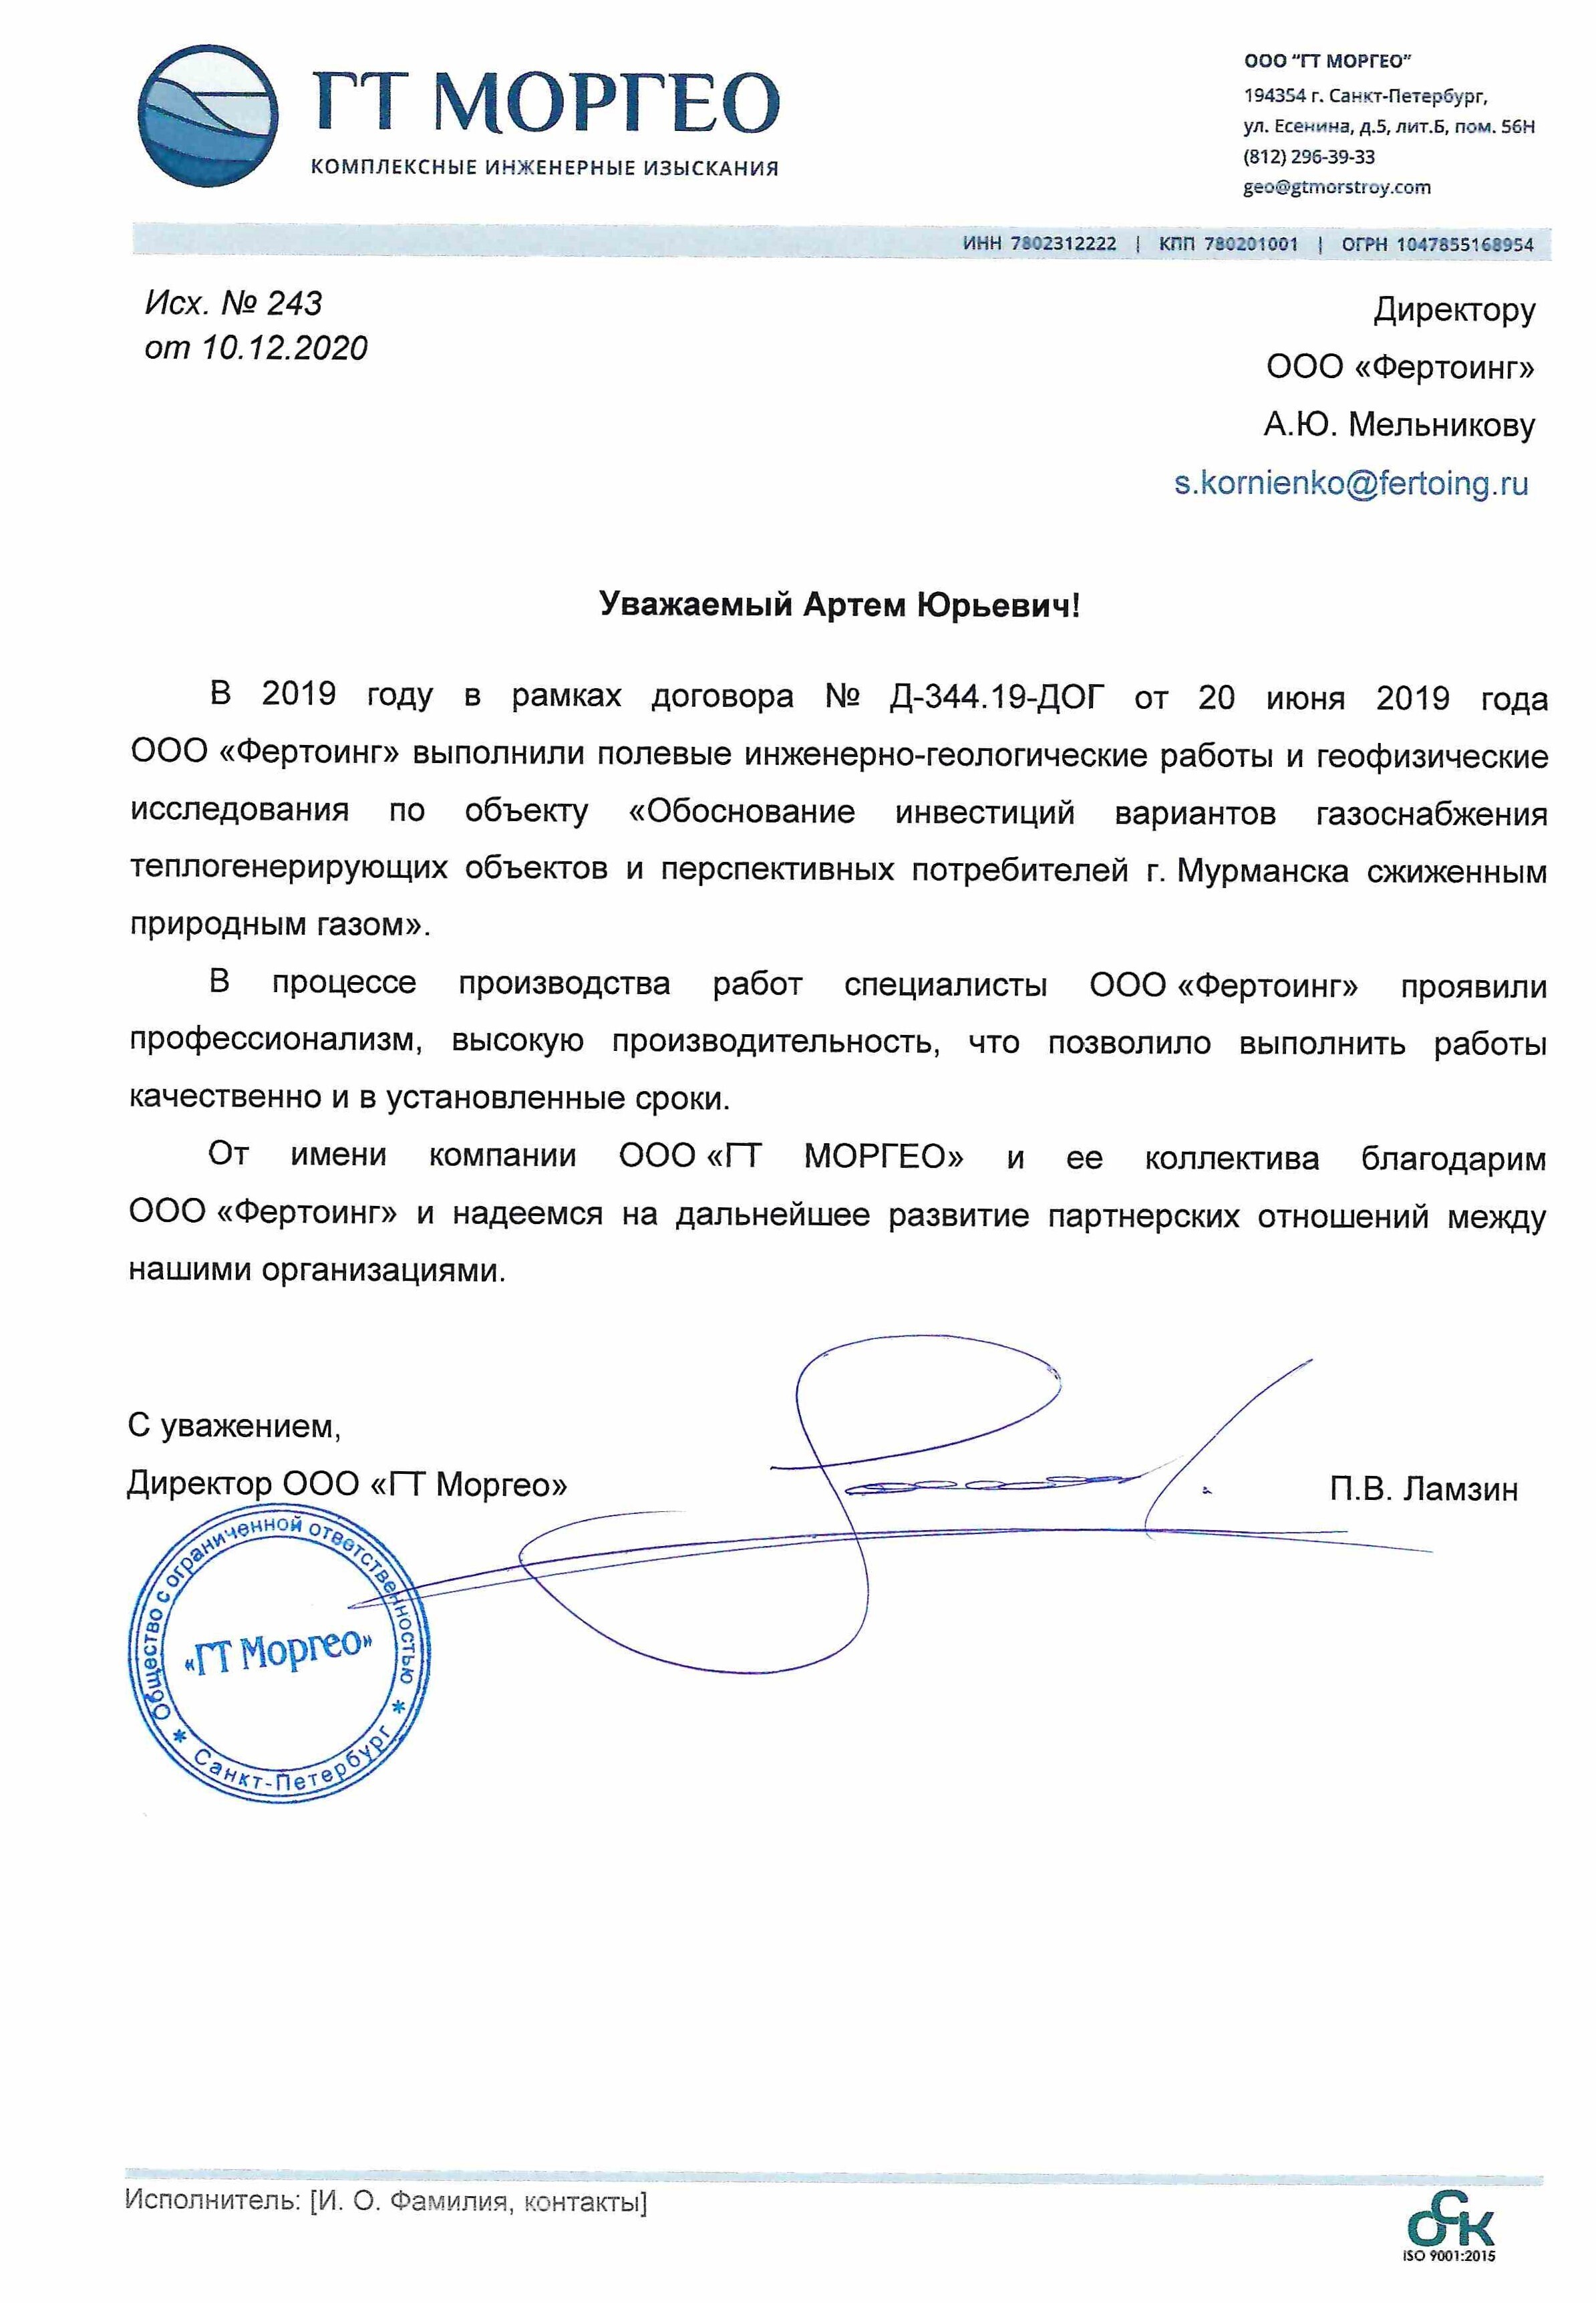 ГТ МОРГЕО
КОМПЛЕКСНЫЕ ИНЖЕНЕРНЫЕ ИЗЫСКАНИЯ
ООО “ГТ МОРГЕО”
194354 г. Санкт-Петербург,
ул. Есенина, д.5, лит.Б, пом. 56Н
(812) 296-39-33
geo@gtmorstroy.com
ИНН 7802312222 | КПП 780201001 | ОГРН 1047855168954
Исх. № 243
от 10.12.2020
Директору
ООО «Фертоинг»
А.Ю. Мельникову
s.kornienko@fertoing.ru
Уважаемый Артем Юрьевич!
В 2019 году в рамках договора № Д-344.19-ДОГ от 20 июня 2019 года
ООО «Фертоинг» выполнили полевые инженерно-геологические работы и геофизические
исследования по объекту «Обоснование инвестиций вариантов газоснабжения
теплогенерирующих объектов и перспективных потребителей г. Мурманска сжиженным
природным газом».
В процессе производства работ специалисты ООО «Фертоинг» проявили
профессионализм, высокую производительность, что позволило выполнить работы
качественно и в установленные сроки.
От имени компании ООО «ГТ МОРГЕО» и ее коллектива благодарим
ООО «Фертоинг» и надеемся на дальнейшее развитие партнерских отношений между
нашими организациями.
С уважением,
Директор ООО «ГТ Моргео»
П.В. Ламзин
Общество с ограниченной ответственностью
«ГТ Моргео»
* Санкт-Петербург *
Исполнитель: [И. О. Фамилия, контакты]
ОСК
ISO 9001:2015